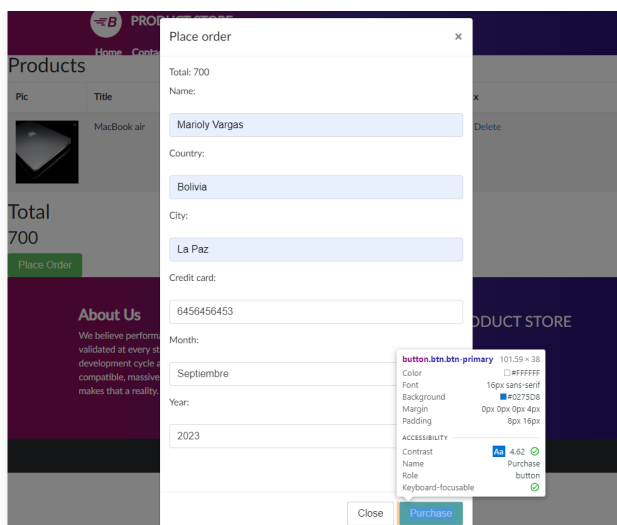 B PRODU
Place order ×
Home Conta
Products
Total: 700
Name:
Pic Title x
Marioly Vargas
MacBook air Delete
Country:
Bolivia
City:
Total
La Paz
700
Credit card:
Place Order
6456456453
About Us
ODUCT STORE
We believe performa
Month:
validated at every st
development cycle a
compatible, massive
Septiembre
makes that a reality.
Year:
2023
button.btn.btn-primary 101.59 × 38
Color #FFFFFF
Font 16px sans-serif
Background #0275D8
Margin 0px 0px 0px 4px
Padding 8px 16px
ACCESSIBILITY
Contrast Aa 4.62
Name Purchase
Role button
Keyboard-focusable
Close Purchase